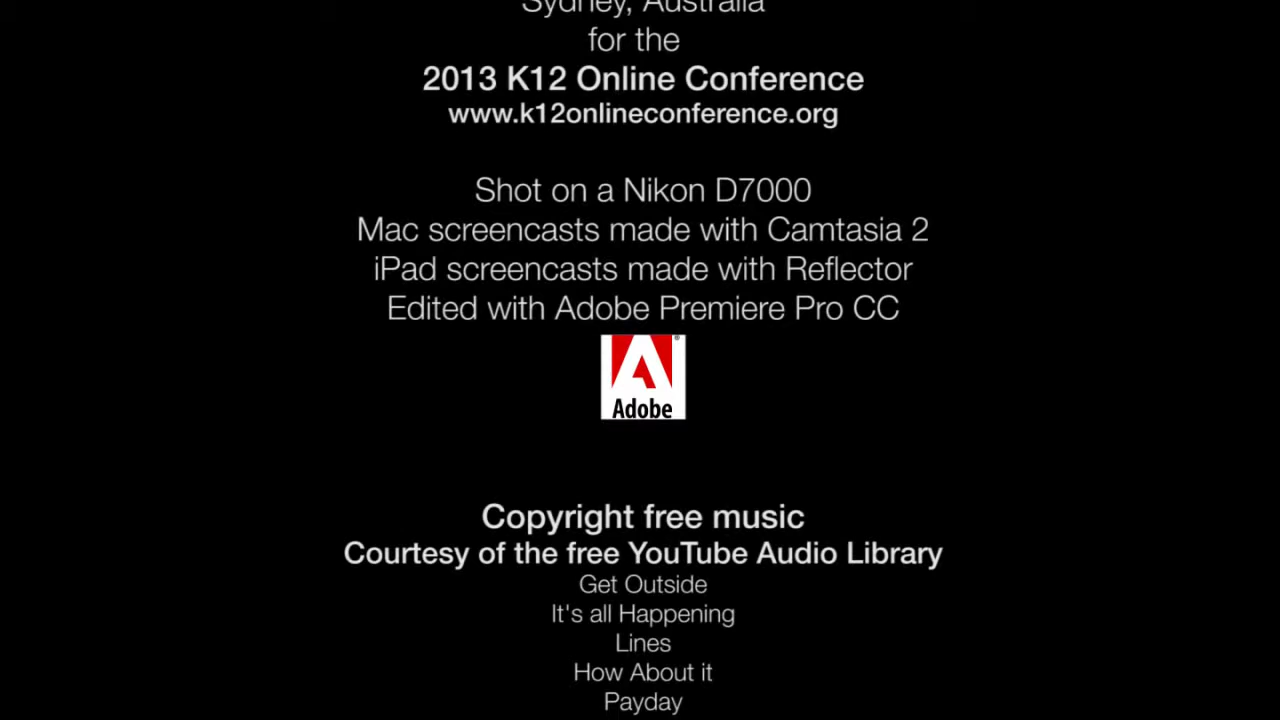 Sydney, Australia
for the
2013 K12 Online Conference
www.k12onlineconference.org
Shot on a Nikon D7000
Mac screencasts made with Camtasia 2
iPad screencasts made with Reflector
Edited with Adobe Premiere Pro CC
Adobe
Copyright free music
Courtesy of the free YouTube Audio Library
Get Outside
It's all Happening
Lines
How About it
Payday